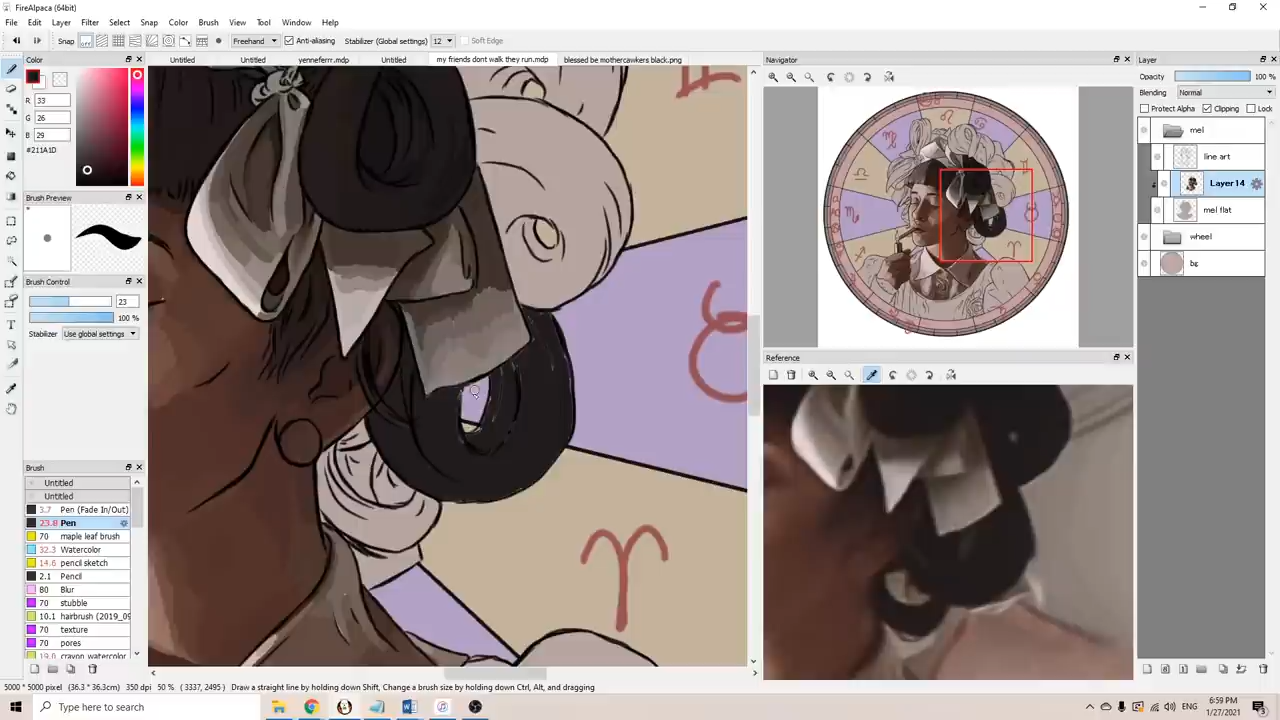 FireAlpaca (64bit)
File Edit Layer Filter Select Snap Color Brush View Tool Window Help
Snap Freehand Anti-aliasing Stabilizer (Global settings) 12 Soft Edge
Color
Untitled Untitled yenneferrr.mdp Untitled my friends dont walk they run.mdp blessed be mothercawkers black.png
Navigator
Layer
R 33
G 26
B 29
#211A1D
Opacity 100 %
Blending Normal
Protect Alpha Clipping Lock
mel
line art
Layer14
mel flat
wheel
bg
Brush Preview
Brush Control
23
100 %
Stabilizer Use global settings
Reference
Brush
Untitled
Untitled
3.7 Pen (Fade In/Out)
23.8 Pen
70 maple leaf brush
32.3 Watercolor
14.6 pencil sketch
2.1 Pencil
80 Blur
70 stubble
10.1 hairbrush (2019_09
70 texture
70 pores
crayon watercolor
5000 * 5000 pixel (36.3 * 36.3cm) 350 dpi 50 % ( 3337, 2495 ) Draw a straight line by holding down Shift, Change a brush size by holding down Ctrl, Alt, and dragging
Type here to search
ENG
6:59 PM
1/27/2021